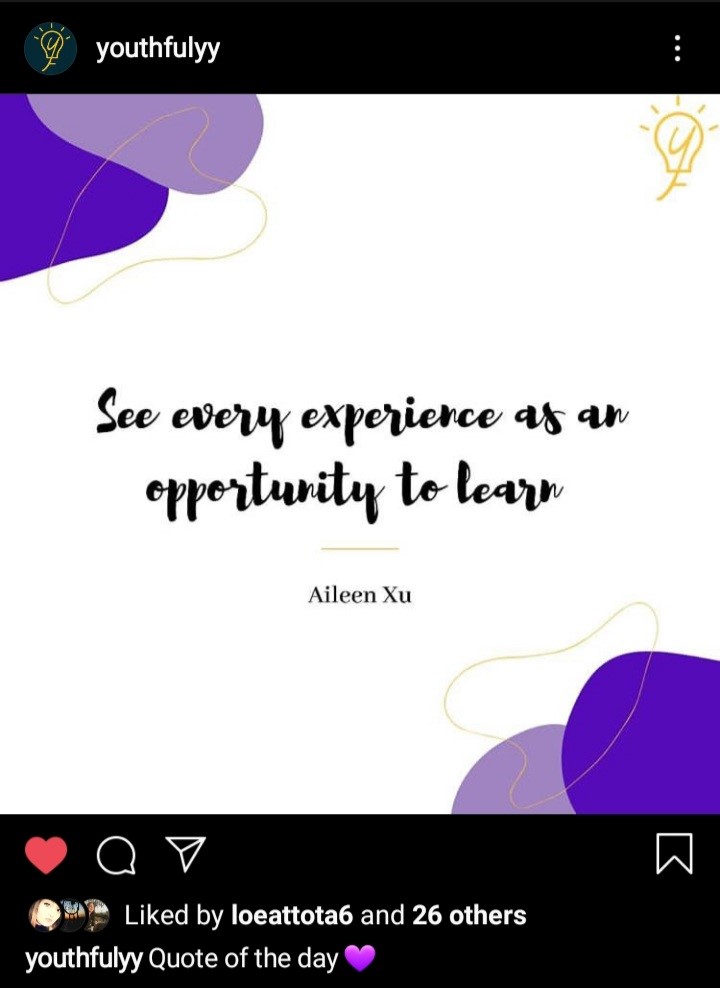 youthfulyy
See every experience as an
opportunity to learn
Aileen Xu
Liked by loeattota6 and 26 others
youthfulyy Quote of the day 💜